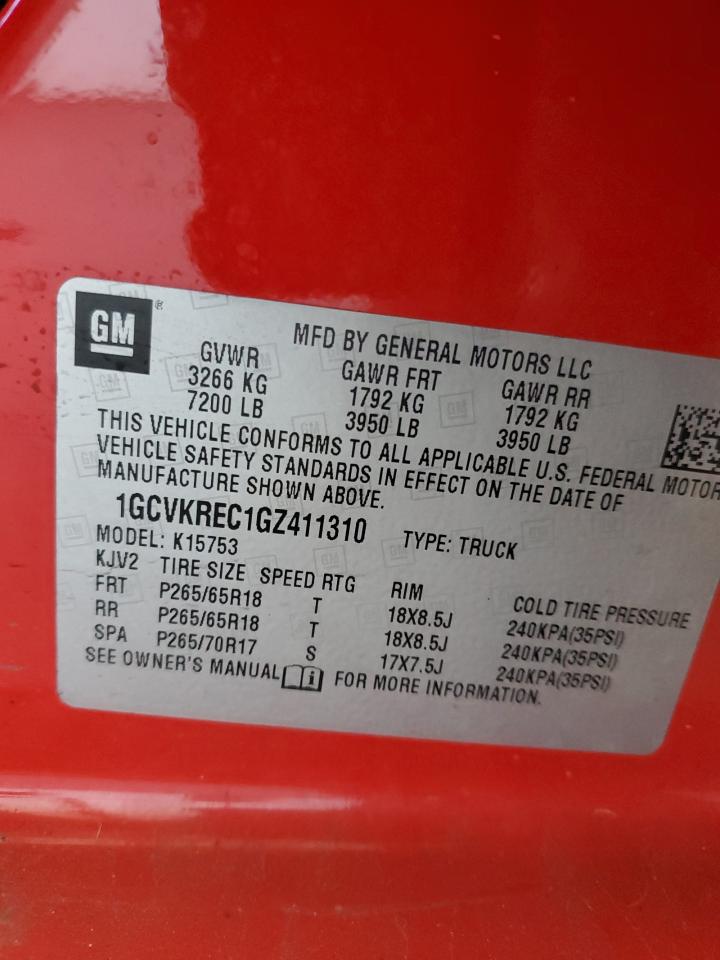 GM®
MFD BY GENERAL MOTORS LLC
GVWR GAWR FRT GAWR RR
3266 KG 1792 KG 1792 KG
7200 LB 3950 LB 3950 LB
THIS VEHICLE CONFORMS TO ALL APPLICABLE U.S. FEDERAL MOTOR
VEHICLE SAFETY STANDARDS IN EFFECT ON THE DATE OF
MANUFACTURE SHOWN ABOVE.
1GCVKREC1GZ411310 TYPE: TRUCK
MODEL: K15753
KJV2 TIRE SIZE SPEED RTG RIM COLD TIRE PRESSURE
FRT P265/65R18 T 18X8.5J 240KPA(35PSI)
RR P265/65R18 T 18X8.5J 240KPA(35PSI)
SPA P265/70R17 S 17X7.5J 240KPA(35PSI)
SEE OWNER'S MANUAL i FOR MORE INFORMATION.